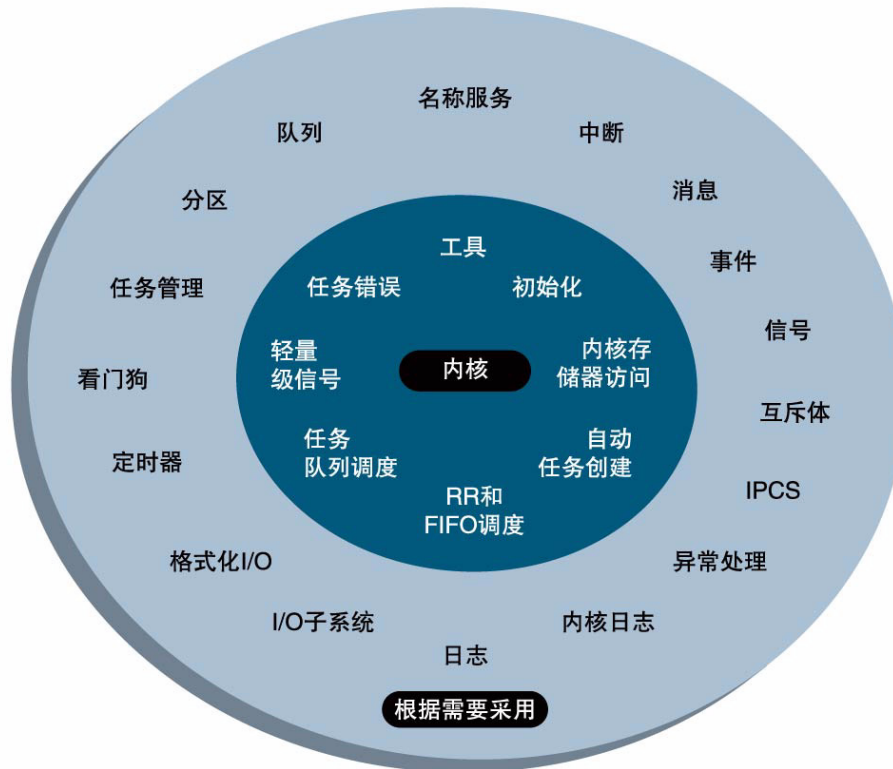 名称服务
队列
中断
分区
消息
工具
事件
任务管理
任务错误
初始化
信号
轻量
级信号
内核
内核存
储器访问
看门狗
互斥体
定时器
任务
队列调度
自动
任务创建
RR和
FIFO调度
IPCS
格式化I/O
异常处理
I/O子系统
内核日志
日志
根据需要采用